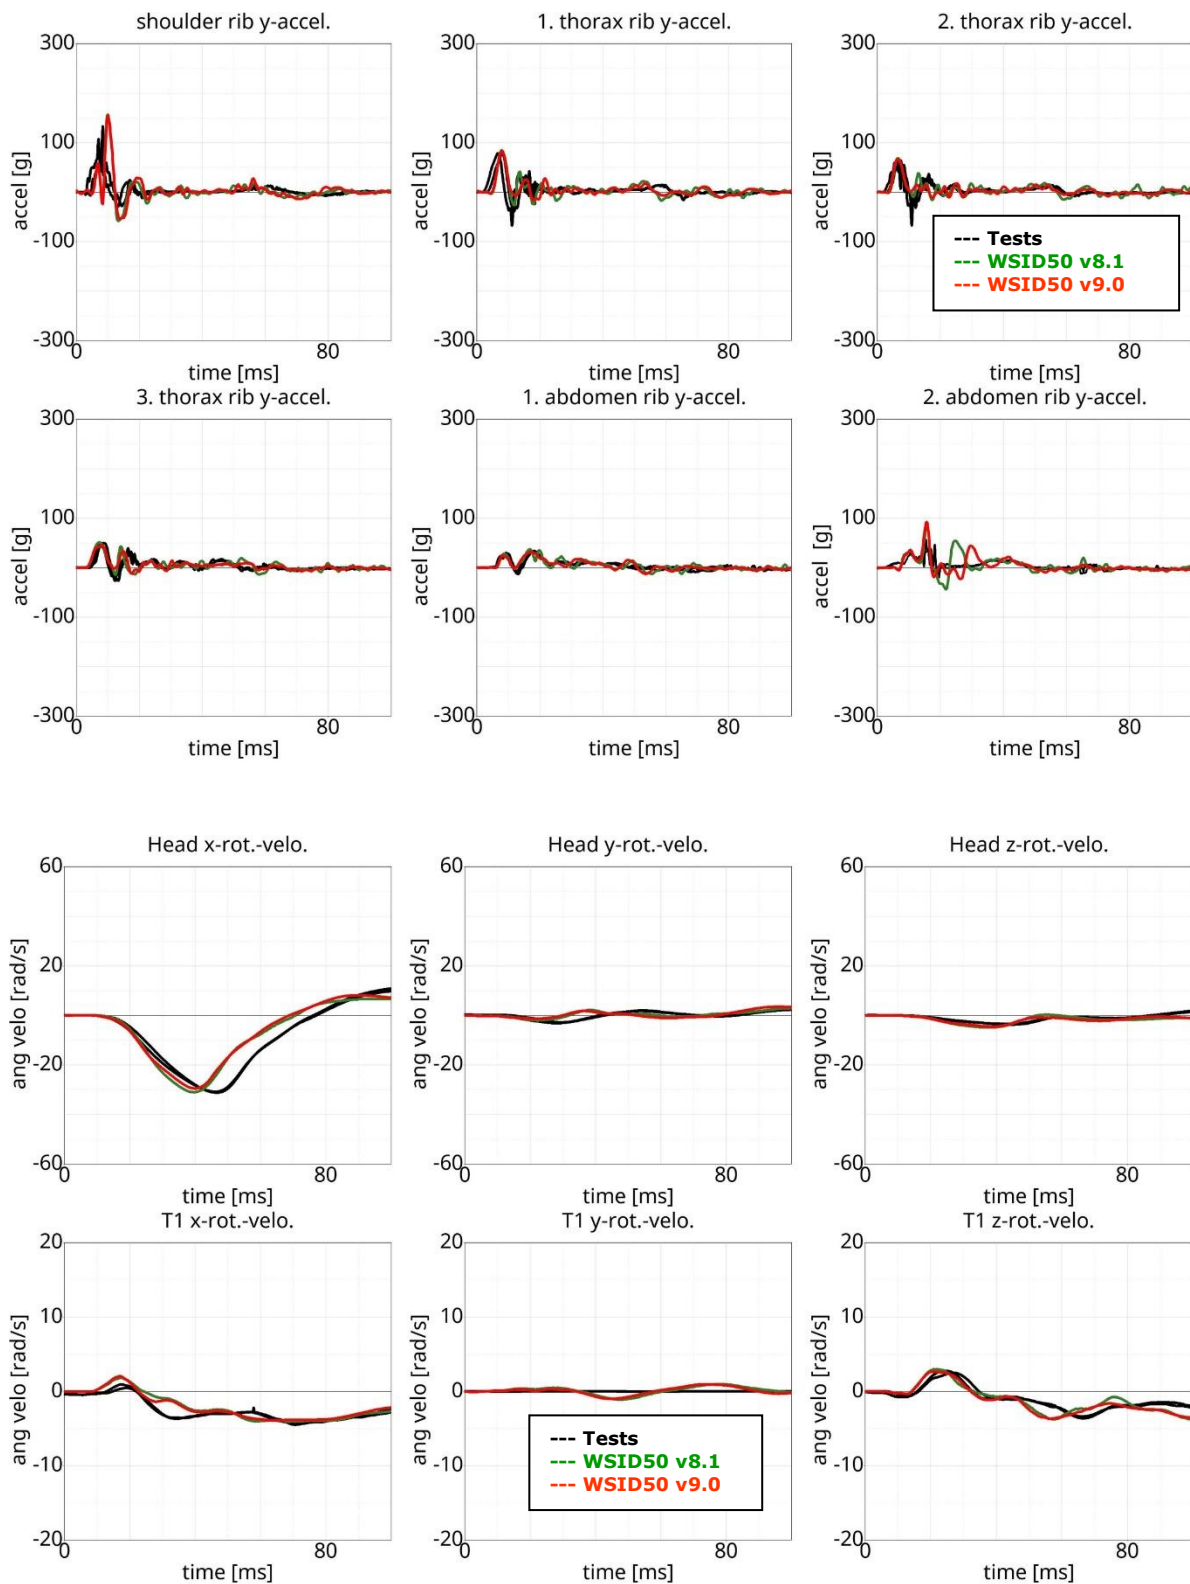 shoulder rib y-accel.
1. thorax rib y-accel.
2. thorax rib y-accel.
300
100
-100
-300
accel [g]
0
80
time [ms]
300
100
-100
-300
accel [g]
0
80
time [ms]
300
100
-100
-300
accel [g]
0
80
time [ms]
--- Tests
--- WSID50 v8.1
--- WSID50 v9.0
3. thorax rib y-accel.
1. abdomen rib y-accel.
2. abdomen rib y-accel.
300
100
-100
-300
accel [g]
0
80
time [ms]
300
100
-100
-300
accel [g]
0
80
time [ms]
300
100
-100
-300
accel [g]
0
80
time [ms]
Head x-rot.-velo.
Head y-rot.-velo.
Head z-rot.-velo.
60
20
-20
-60
ang velo [rad/s]
0
80
time [ms]
60
20
-20
-60
ang velo [rad/s]
0
80
time [ms]
60
20
-20
-60
ang velo [rad/s]
0
80
time [ms]
T1 x-rot.-velo.
T1 y-rot.-velo.
T1 z-rot.-velo.
20
10
0
-10
-20
ang velo [rad/s]
0
80
time [ms]
20
10
0
-10
-20
ang velo [rad/s]
0
80
time [ms]
--- Tests
--- WSID50 v8.1
--- WSID50 v9.0
20
10
0
-10
-20
ang velo [rad/s]
0
80
time [ms]